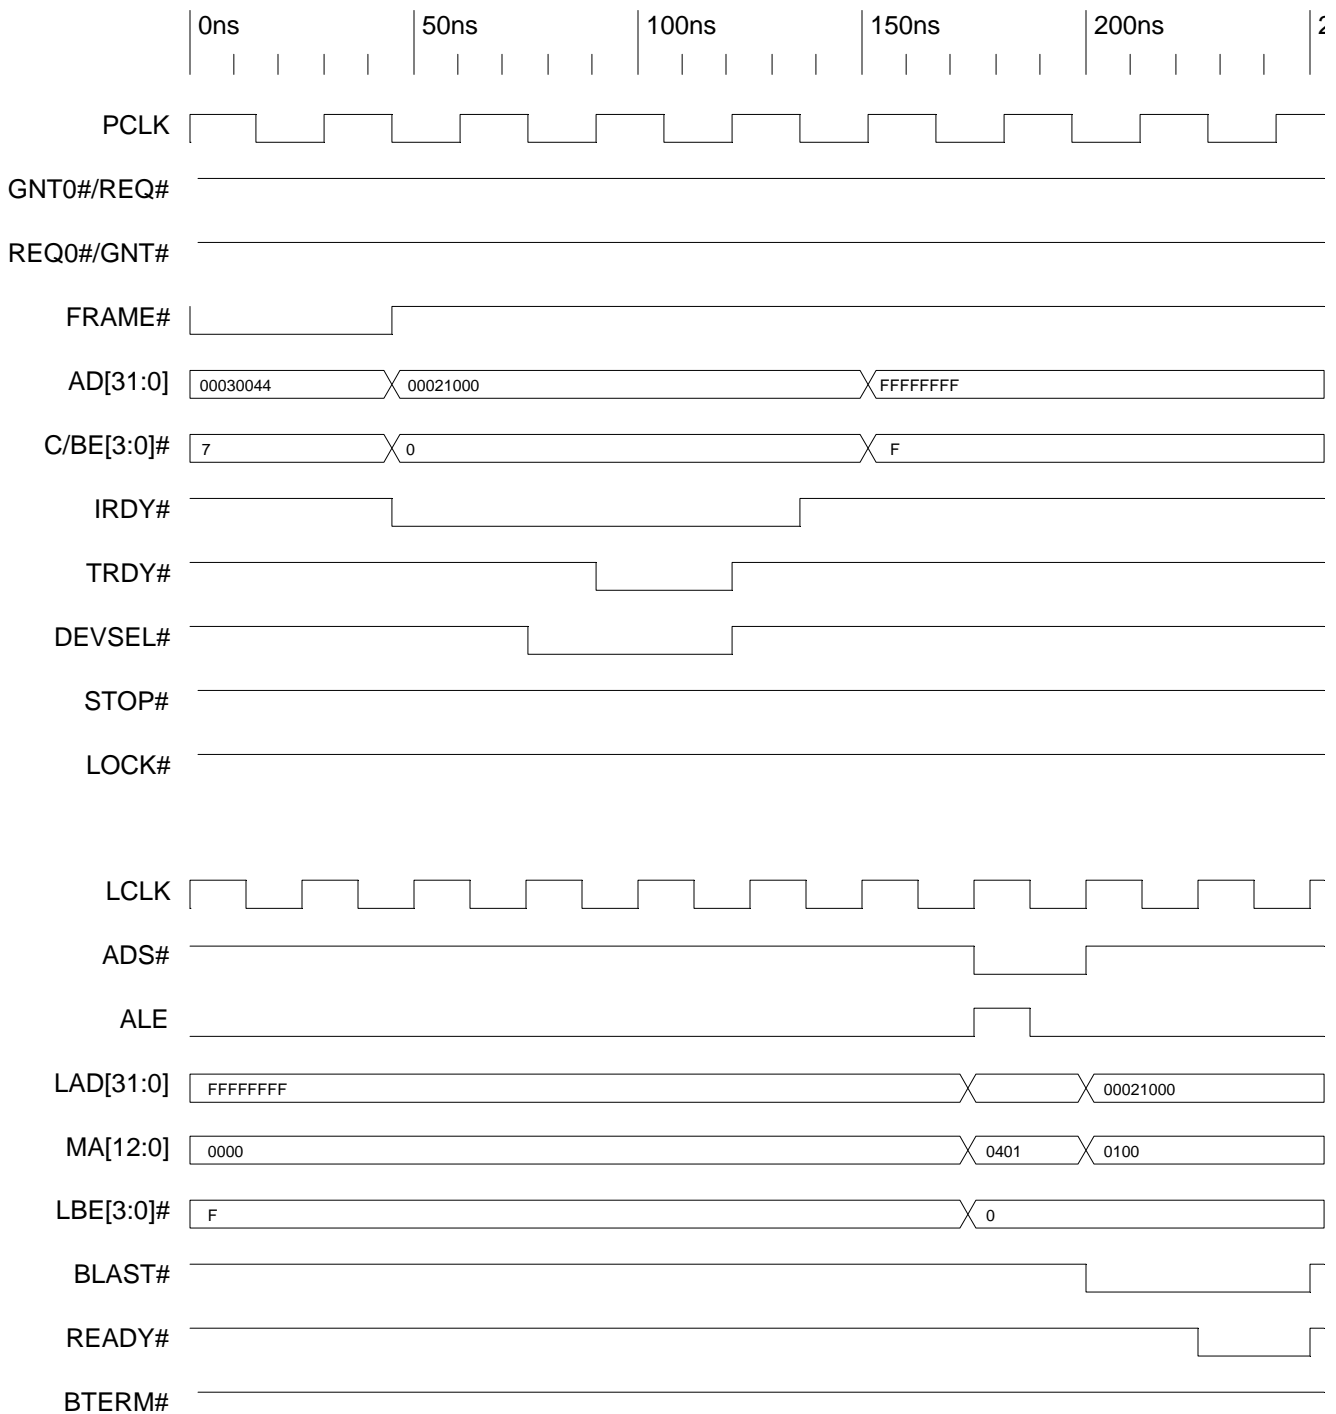 0ns 50ns 100ns 150ns 200ns
PCLK
GNT0#/REQ#
REQ0#/GNT#
FRAME#
AD[31:0] 00030044 00021000 FFFFFFFF
C/BE[3:0]# 7 0 F
IRDY#
TRDY#
DEVSEL#
STOP#
LOCK#
LCLK
ADS#
ALE
LAD[31:0] FFFFFFFF 00021000
MA[12:0] 0000 0401 0100
LBE[3:0]# F 0
BLAST#
READY#
BTERM#